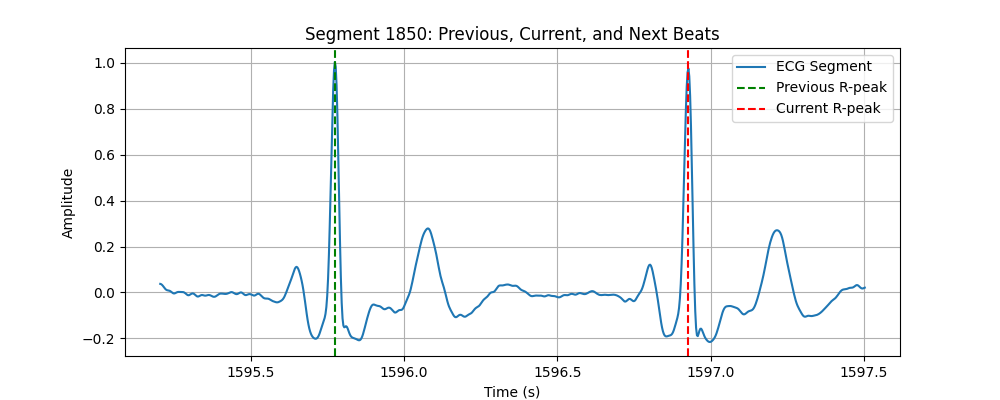 Segment 1850: Previous, Current, and Next Beats
ECG Segment
Previous R-peak
Current R-peak
Amplitude
1.0
0.8
0.6
0.4
0.2
0.0
−0.2
1595.5
1596.0
1596.5
1597.0
1597.5
Time (s)